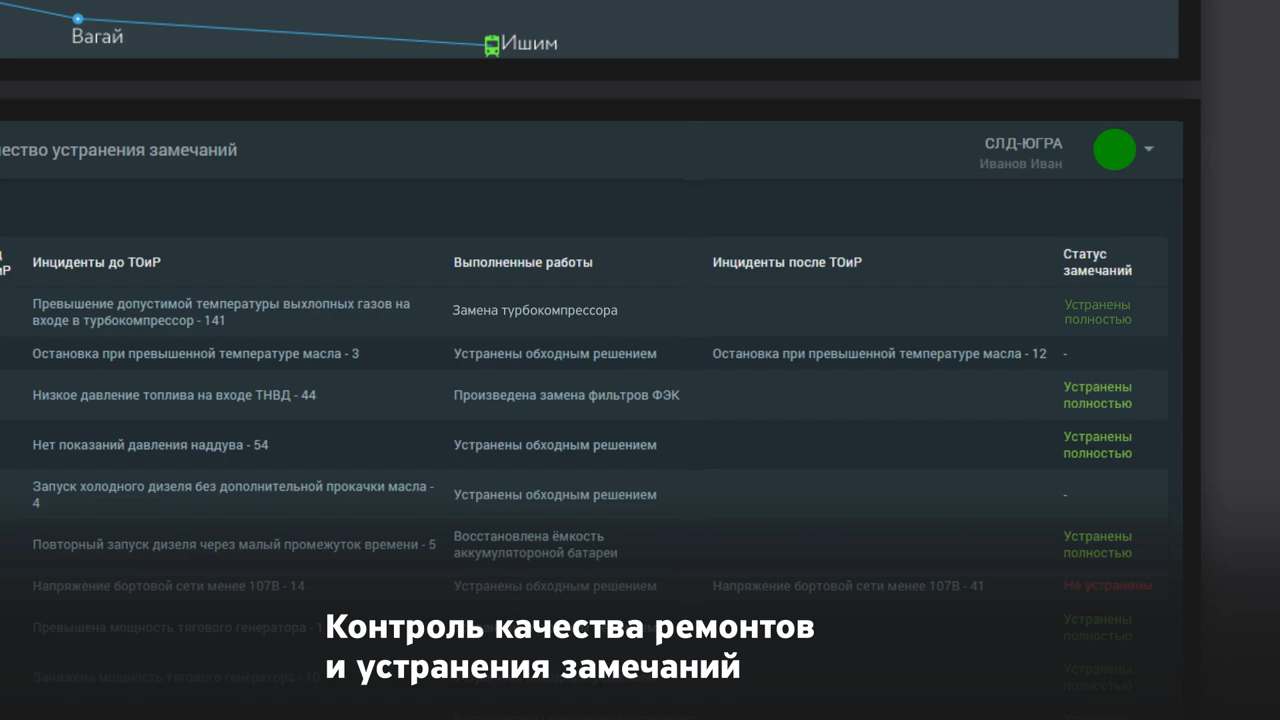 Вагай
Ишим
ество устранения замечаний
СЛД-ЮГРА
Иванов Иван
Инциденты до ТОиР
Выполненные работы
Инциденты после ТОиР
Статус
замечаний
Превышение допустимой температуры выхлопных газов на
входе в турбокомпрессор - 141
Замена турбокомпрессора
Устранены
полностью
Остановка при превышенной температуре масла - 3
Устранены обходным решением
Остановка при превышенной температуре масла - 12
-
Низкое давление топлива на входе ТНВД - 44
Произведена замена фильтров ФЭК
Устранены
полностью
Нет показаний давления наддува - 54
Устранены обходным решением
Устранены
полностью
Запуск холодного дизеля без дополнительной прокачки масла -
4
Устранены обходным решением
-
Повторный запуск дизеля через малый промежуток времени - 5
Восстановлена ёмкость
аккумулятороной батареи
Устранены
полностью
Напряжение бортовой сети менее 107В - 14
Устранены обходным решением
Напряжение бортовой сети менее 107В - 41
Не устранены
Превышена мощность тягового генератора -
Устранены
полностью
Занижена мощность тягового генератора - 10
Устранены
полностью
Контроль качества ремонтов
и устранения замечаний